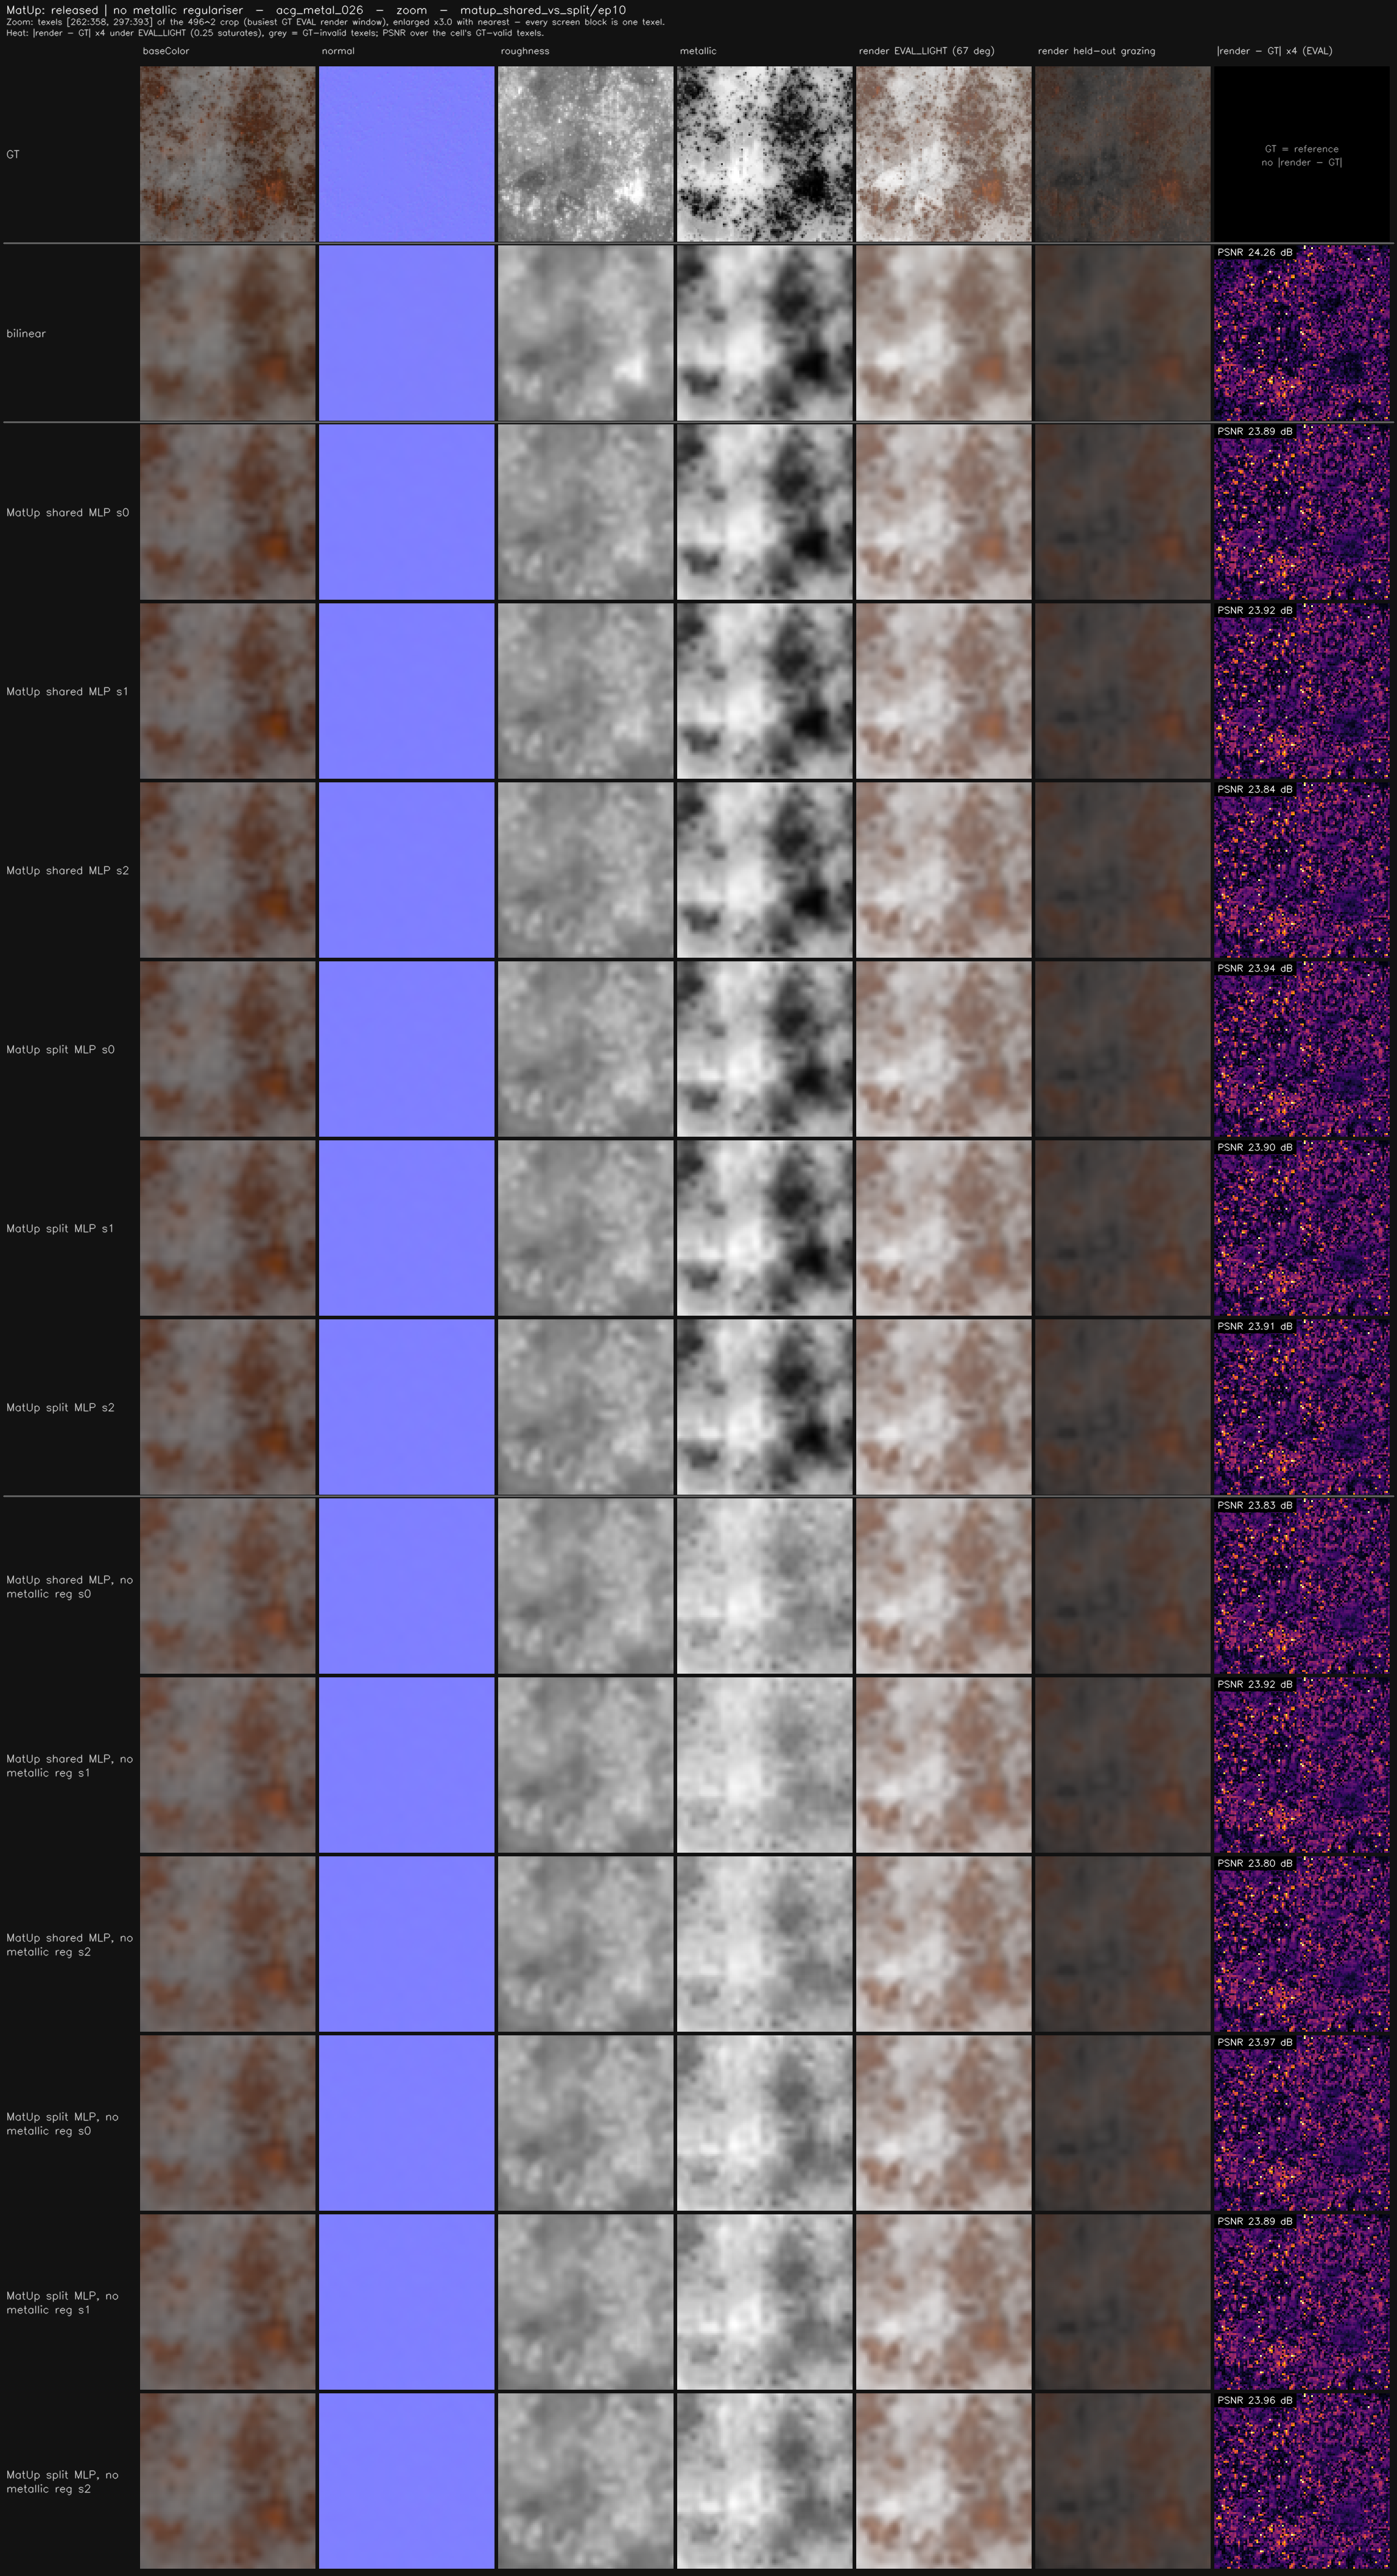 MatUp: released | no metallic regulariser — acg_metal_026 — zoom — matup_shared_vs_split/ep10
Zoom: texels [262:358, 297:393] of the 496^2 crop (busiest GT EVAL render window), enlarged x3.0 with nearest — every screen block is one texel.
Heat: |render - GT| x4 under EVAL_LIGHT (0.25 saturates), grey = GT-invalid texels; PSNR over the cell's GT-valid texels.
baseColor normal roughness metallic render EVAL_LIGHT (67 deg) render held-out grazing |render - GT| x4 (EVAL)
GT
GT = reference
no |render - GT|
bilinear
PSNR 24.26 dB
MatUp shared MLP s0
PSNR 23.89 dB
MatUp shared MLP s1
PSNR 23.92 dB
MatUp shared MLP s2
PSNR 23.84 dB
MatUp split MLP s0
PSNR 23.94 dB
MatUp split MLP s1
PSNR 23.90 dB
MatUp split MLP s2
PSNR 23.91 dB
MatUp shared MLP, no
metallic reg s0
PSNR 23.83 dB
MatUp shared MLP, no
metallic reg s1
PSNR 23.92 dB
MatUp shared MLP, no
metallic reg s2
PSNR 23.80 dB
MatUp split MLP, no
metallic reg s0
PSNR 23.97 dB
MatUp split MLP, no
metallic reg s1
PSNR 23.89 dB
MatUp split MLP, no
metallic reg s2
PSNR 23.96 dB